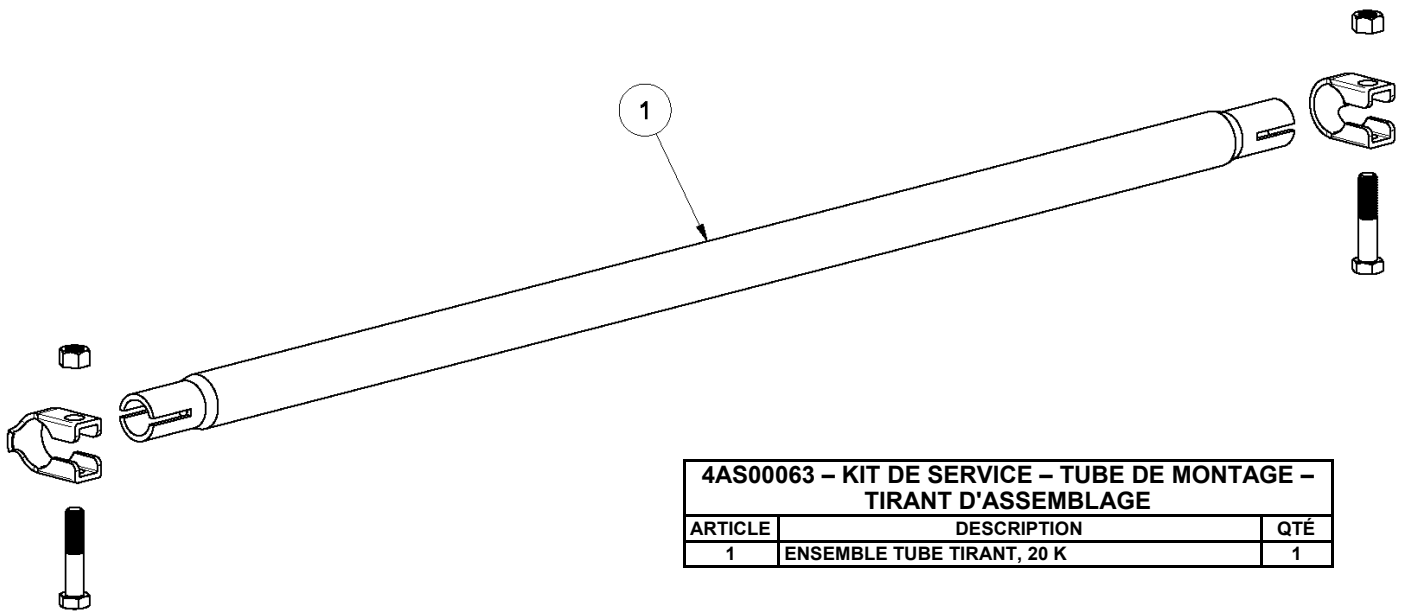 1
4AS00063 – KIT DE SERVICE – TUBE DE MONTAGE –
TIRANT D'ASSEMBLAGE
ARTICLE DESCRIPTION QTÉ
1 ENSEMBLE TUBE TIRANT, 20 K 1